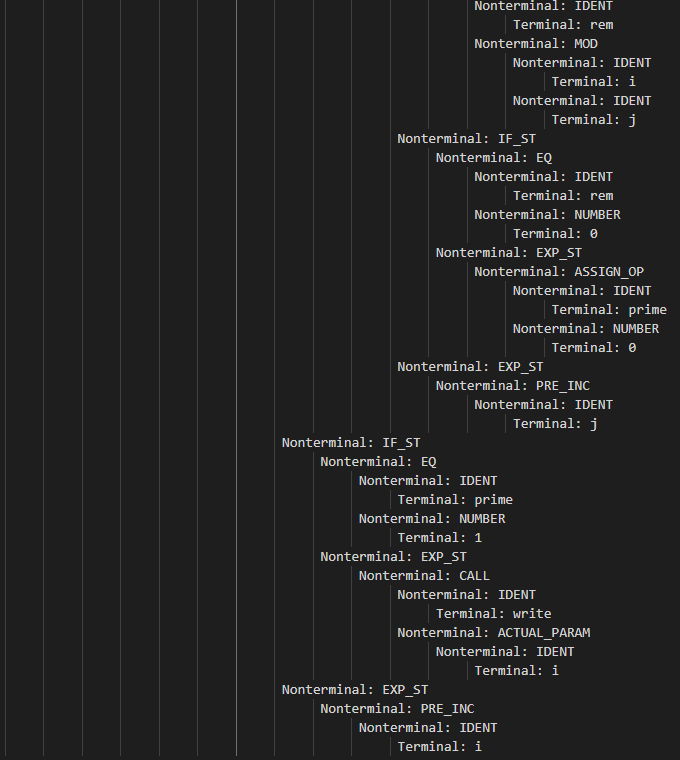 Nonterminal: IDENT
Terminal: rem
Nonterminal: MOD
Nonterminal: IDENT
Terminal: i
Nonterminal: IDENT
Terminal: j
Nonterminal: IF_ST
Nonterminal: EQ
Nonterminal: IDENT
Terminal: rem
Nonterminal: NUMBER
Terminal: 0
Nonterminal: EXP_ST
Nonterminal: ASSIGN_OP
Nonterminal: IDENT
Terminal: prime
Nonterminal: NUMBER
Terminal: 0
Nonterminal: EXP_ST
Nonterminal: PRE_INC
Nonterminal: IDENT
Terminal: j
Nonterminal: IF_ST
Nonterminal: EQ
Nonterminal: IDENT
Terminal: prime
Nonterminal: NUMBER
Terminal: 1
Nonterminal: EXP_ST
Nonterminal: CALL
Nonterminal: IDENT
Terminal: write
Nonterminal: ACTUAL_PARAM
Nonterminal: IDENT
Terminal: i
Nonterminal: EXP_ST
Nonterminal: PRE_INC
Nonterminal: IDENT
Terminal: i